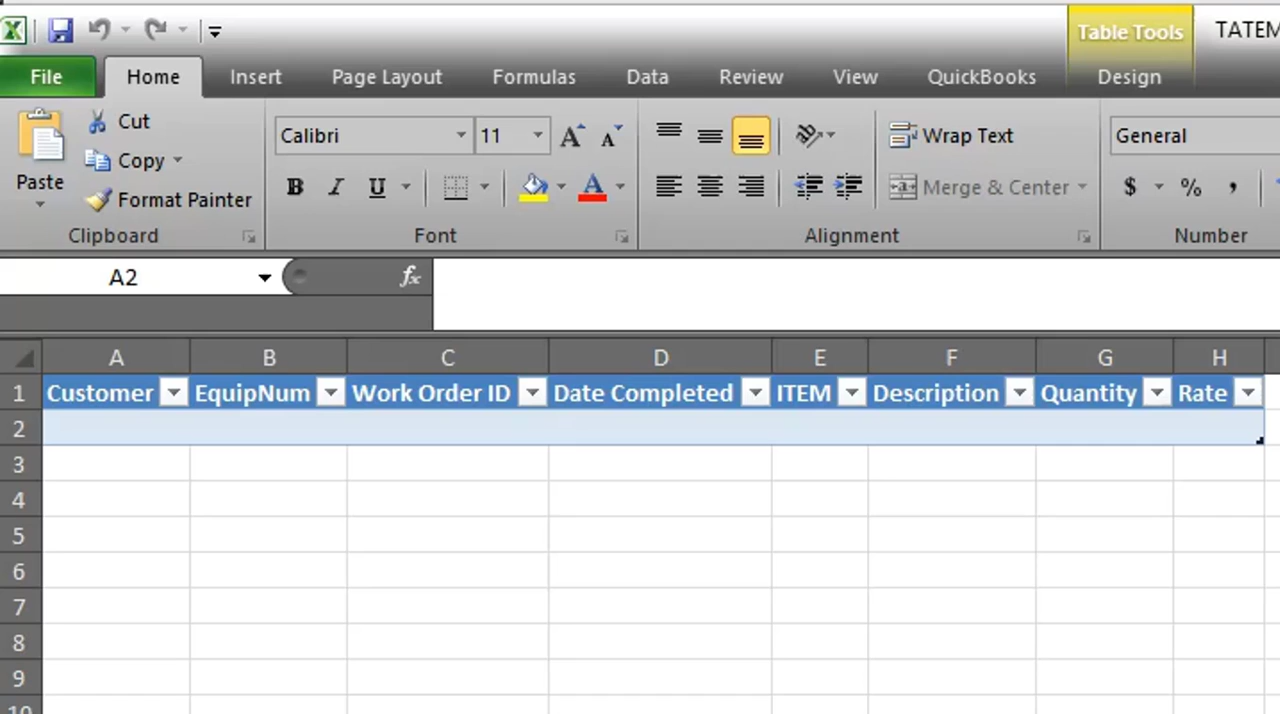 Table Tools TATEM
File Home Insert Page Layout Formulas Data Review View QuickBooks Design
Cut
Calibri 11 Wrap Text General
Copy
Paste B I U A Merge & Center $ % ,
Format Painter
Clipboard Font Alignment Number
A2 fx
A B C D E F G H
1 Customer EquipNum Work Order ID Date Completed ITEM Description Quantity Rate
2
3
4
5
6
7
8
9
10